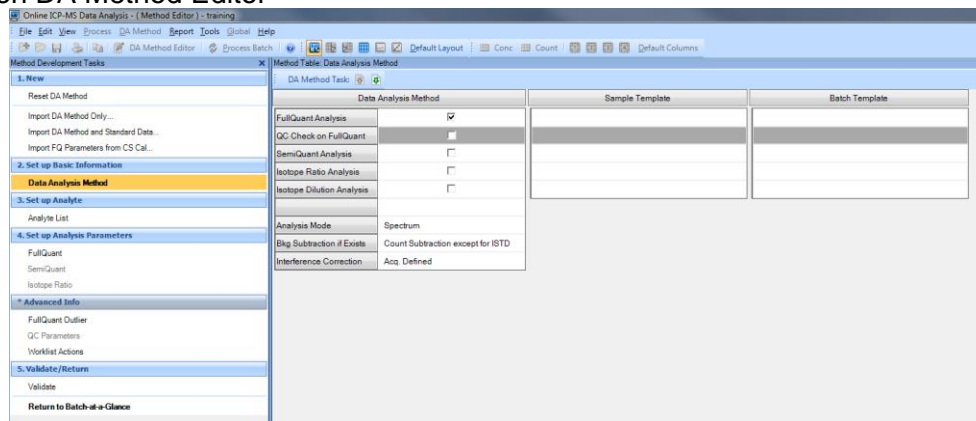 on DA Method Editor
Online ICP-MS Data Analysis - ( Method Editor ) - training
File Edit View Process DA Method Report Tools Global Help
DA Method Editor Process Batch Default Layout Conc Count Default Columns
Method Development Tasks
1. New
Reset DA Method
Import DA Method Only...
Import DA Method and Standard Data...
Import FQ Parameters from CS Cal...
2. Set up Basic Information
Data Analysis Method
3. Set up Analyte
Analyte List
4. Set up Analysis Parameters
FullQuant
SemiQuant
Isotope Ratio
* Advanced Info
FullQuant Outlier
QC Parameters
Worklist Actions
5. Validate/Return
Validate
Return to Batch-at-a-Glance
Method Table: Data Analysis Method
DA Method Task:
Data Analysis Method Sample Template Batch Template
FullQuant Analysis
QC Check on FullQuant
SemiQuant Analysis
Isotope Ratio Analysis
Isotope Dilution Analysis
Analysis Mode Spectrum
Bkg Subtraction if Exists Count Subtraction except for ISTD
Interference Correction Acq. Defined